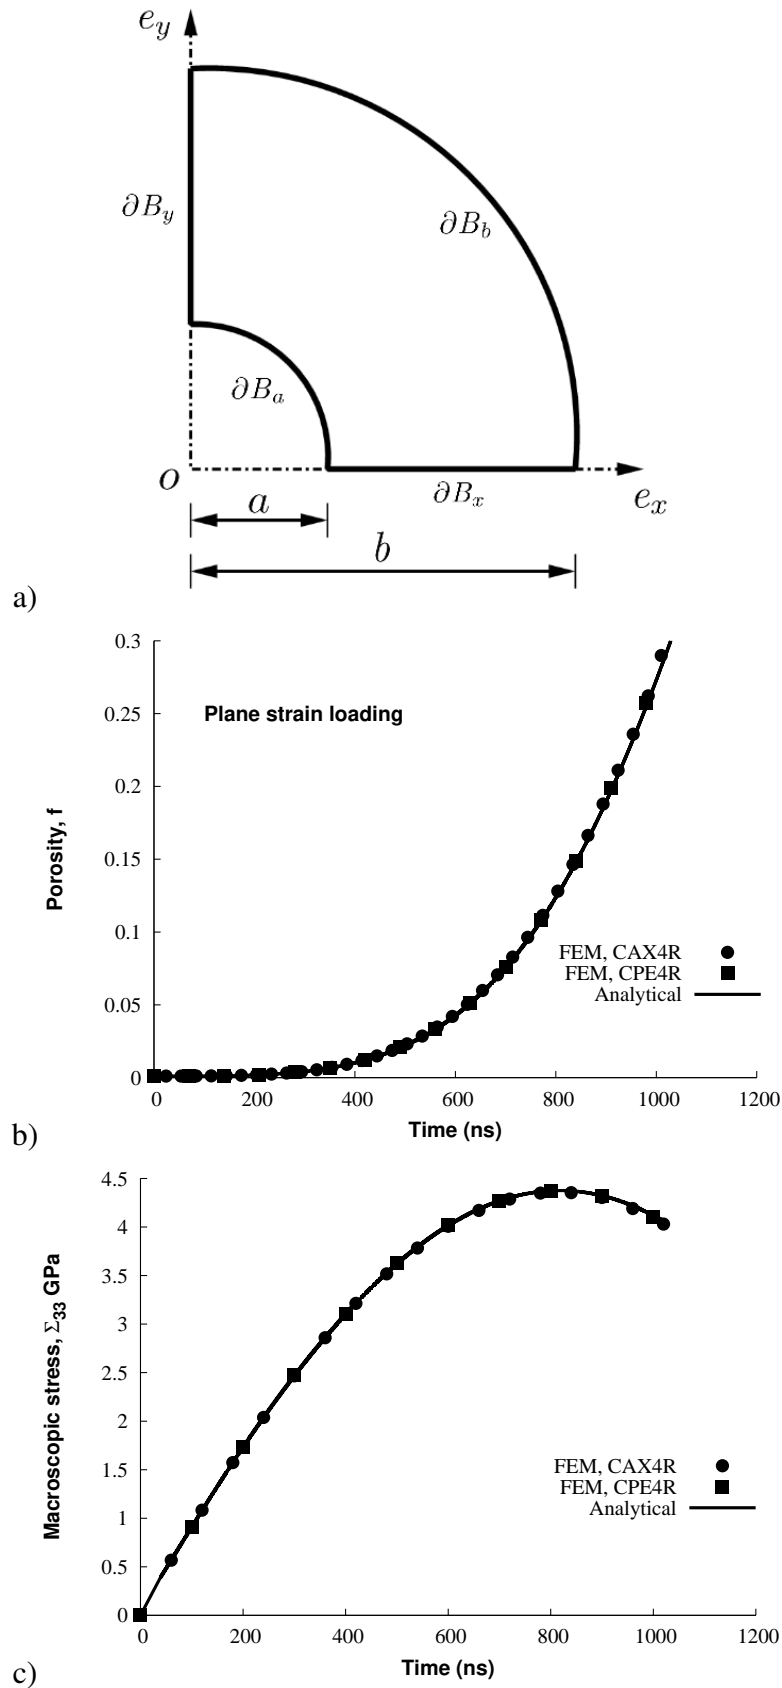 e_y
∂B_y
∂B_b
∂B_a
o
∂B_x
e_x
a
b
a)
0.3
0.25
0.2
0.15
0.1
0.05
0
Plane strain loading
Porosity, f
FEM, CAX4R
FEM, CPE4R
Analytical
0 200 400 600 800 1000 1200
Time (ns)
b)
4.5
4
3.5
3
2.5
2
1.5
1
0.5
0
Macroscopic stress, Σ33 GPa
FEM, CAX4R
FEM, CPE4R
Analytical
0 200 400 600 800 1000 1200
Time (ns)
c)